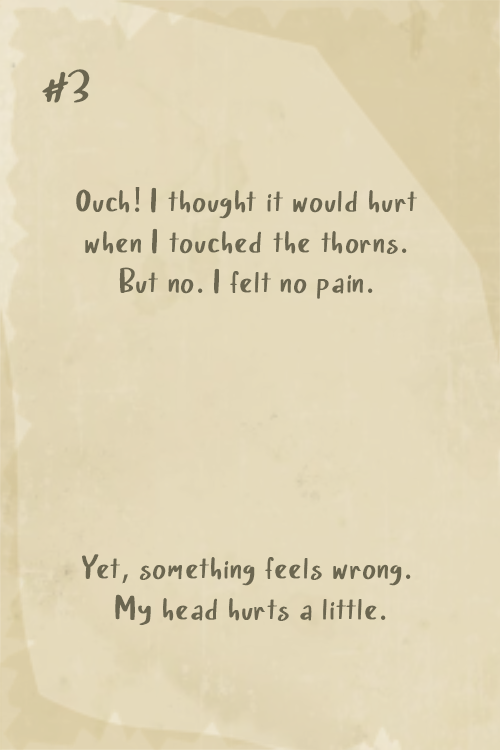 #3
Ouch! I thought it would hurt
when I touched the thorns.
But no. I felt no pain.
Yet, something feels wrong.
My head hurts a little.